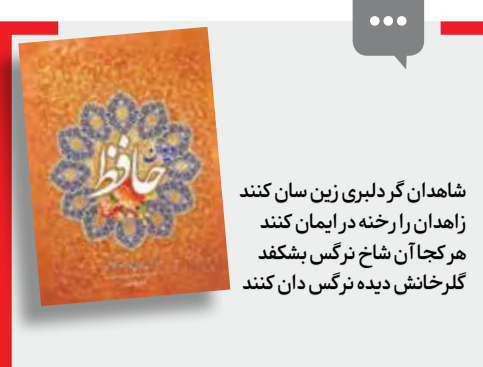 حافظ
شاهدان گر دلبری زین سان کنند
زاهدان را رخنه در ایمان کنند
هر کجا آن شاخ نرگس بشکفد
گلرخانش دیده نرگس دان کنند